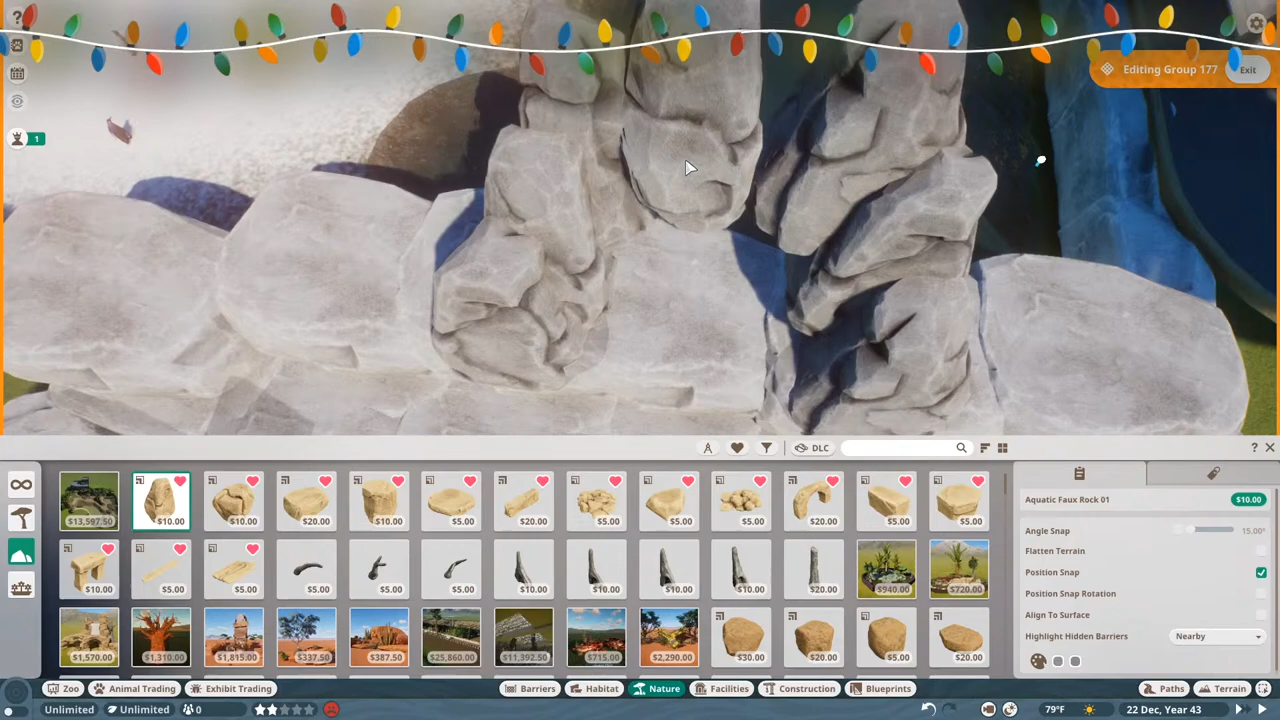 ?
Editing Group 177
Exit
1
DLC
?
$13,597.50
$10.00
$10.00
$20.00
$10.00
$5.00
$20.00
$5.00
$5.00
$5.00
$20.00
$5.00
$5.00
Aquatic Faux Rock 01
$10.00
Angle Snap
15.00°
Flatten Terrain
$10.00
$5.00
$5.00
$5.00
$5.00
$5.00
$10.00
$10.00
$10.00
$10.00
$20.00
$940.00
$720.00
Position Snap
Position Snap Rotation
Align To Surface
$1,570.00
$1,310.00
$1,815.00
$337.50
$387.50
$25,860.00
$11,392.50
$715.00
$2,290.00
$30.00
$20.00
$5.00
$20.00
Highlight Hidden Barriers
Nearby
Zoo
Animal Trading
Exhibit Trading
Barriers
Habitat
Nature
Facilities
Construction
Blueprints
Paths
Terrain
Unlimited
Unlimited
0
79°F
22 Dec, Year 43